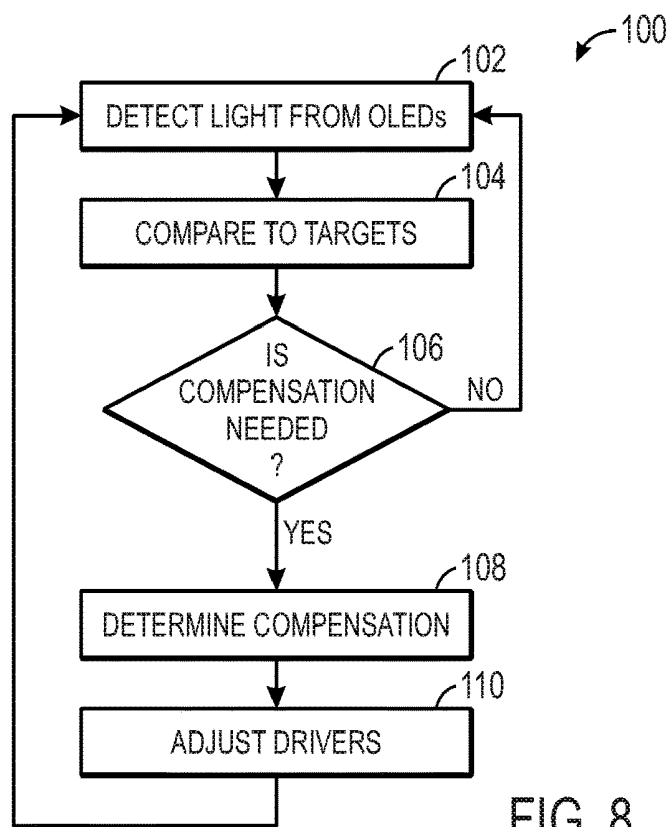 100
102
DETECT LIGHT FROM OLEDs
104
COMPARE TO TARGETS
106
IS
COMPENSATION
NEEDED
?
NO
YES
108
DETERMINE COMPENSATION
110
ADJUST DRIVERS
FIG. 8